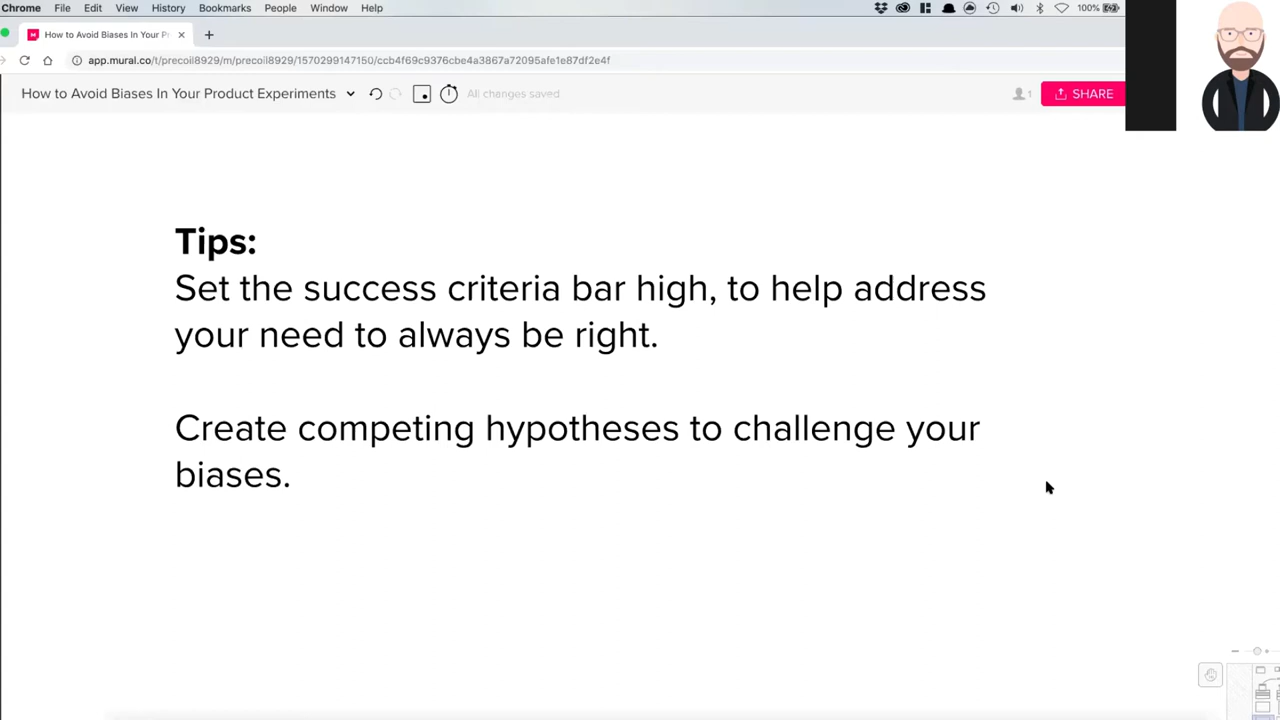 Chrome File Edit View History Bookmarks People Window Help 100%
How to Avoid Biases In Your Pr
app.mural.co/t/precoil8929/m/precoil8929/1570299147150/ccb4f69c9376cbe4a3867a72095afe1e87df2e4f
How to Avoid Biases In Your Product Experiments All changes saved 1 SHARE
Tips:
Set the success criteria bar high, to help address
your need to always be right.
Create competing hypotheses to challenge your
biases.